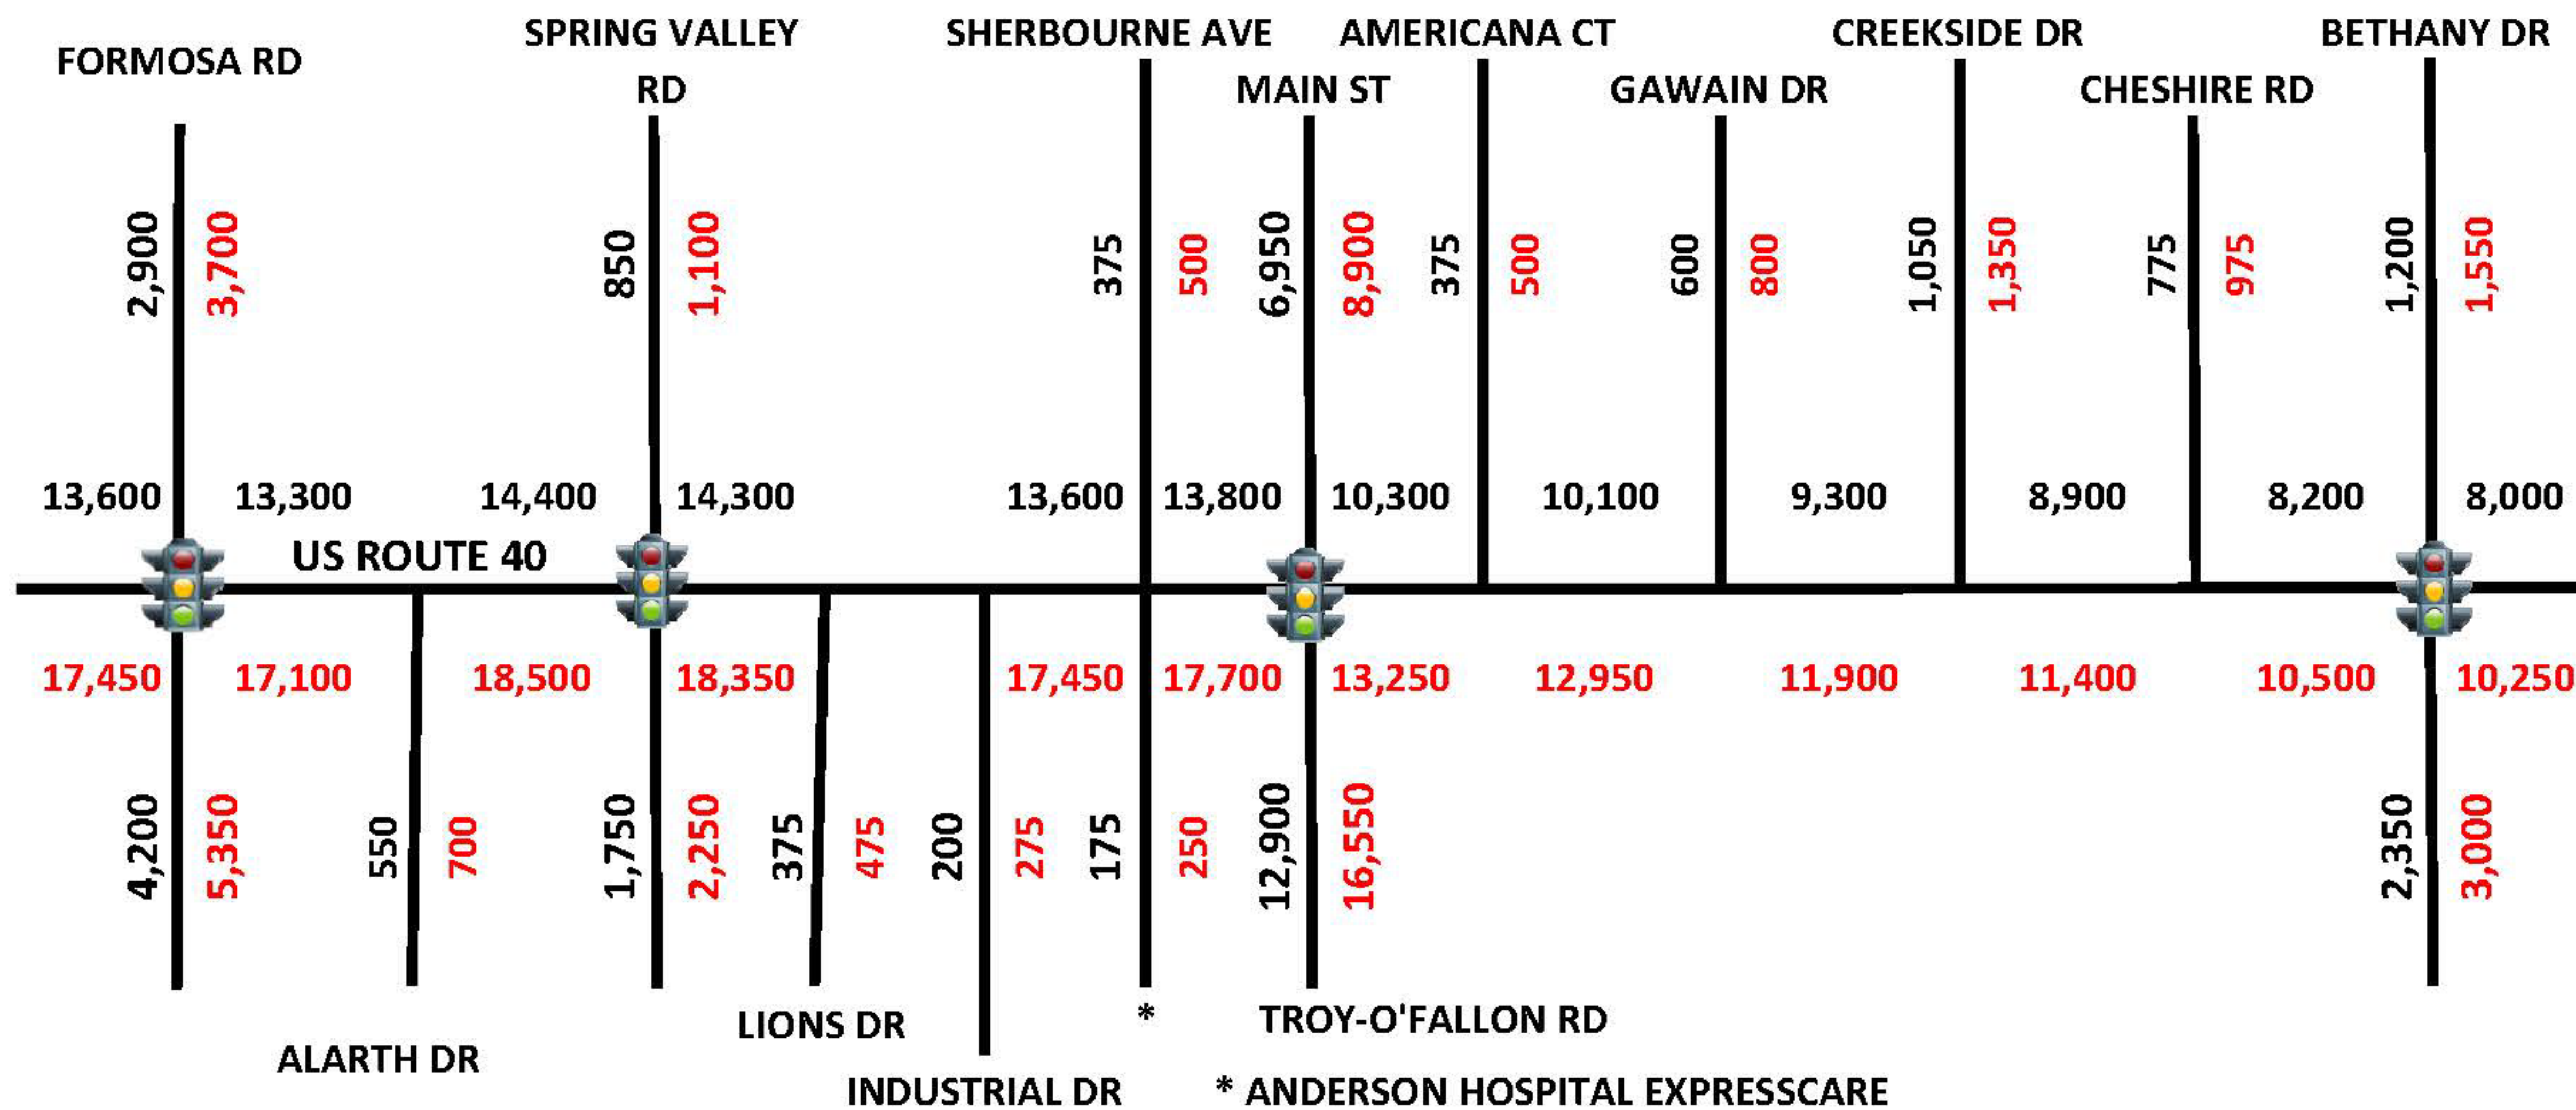 SPRING VALLEY RD
SHERBOURNE AVE
AMERICANA CT
CREEKSIDE DR
BETHANY DR
FORMOSA RD
MAIN ST
GAWAIN DR
CHESHIRE RD
2,900 3,700
850 1,100
375 500
6,950 8,900
375 500
600 800
1,050 1,350
775 975
1,200 1,550
13,600 13,300 14,400 14,300 13,600 13,800 10,300 10,100 9,300 8,900 8,200 8,000
US ROUTE 40
17,450 17,100 18,500 18,350 17,450 17,700 13,250 12,950 11,900 11,400 10,500 10,250
4,200 5,350
550 700
1,750 2,250
375 475
200 275
175 250
12,900 16,550
2,350 3,000
ALARTH DR
LIONS DR
*
TROY-O'FALLON RD
INDUSTRIAL DR
* ANDERSON HOSPITAL EXPRESSCARE